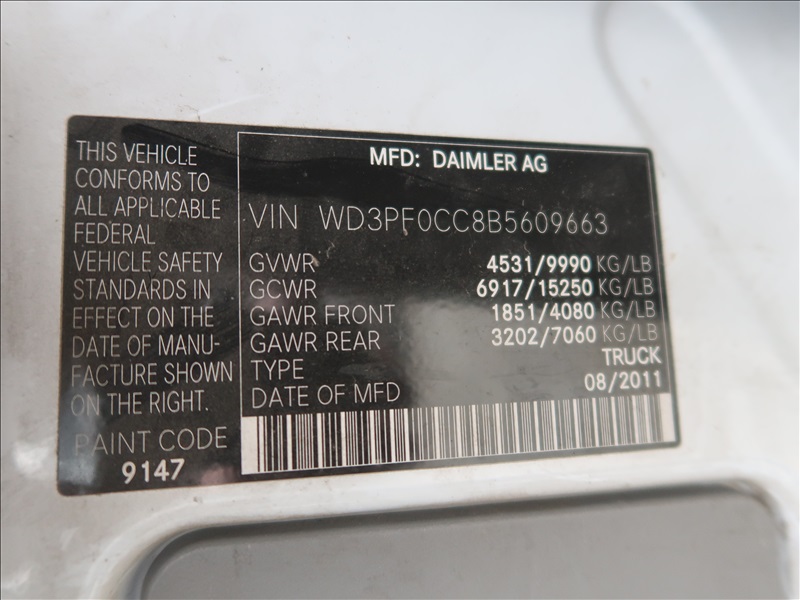 THIS VEHICLE
CONFORMS TO
ALL APPLICABLE
FEDERAL
VEHICLE SAFETY
STANDARDS IN
EFFECT ON THE
DATE OF MANU-
FACTURE SHOWN
ON THE RIGHT.
PAINT CODE
9147
MFD: DAIMLER AG
VIN WD3PF0CC8B5609663
GVWR 4531/9990 KG/LB
GCWR 6917/15250 KG/LB
GAWR FRONT 1851/4080 KG/LB
GAWR REAR 3202/7060 KG/LB
TYPE TRUCK
DATE OF MFD 08/2011